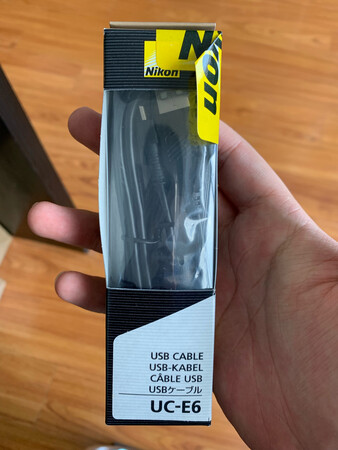 Nikon
Nikon
USB CABLE
USB-KABEL
CÂBLE USB
USBケーブル
UC-E6